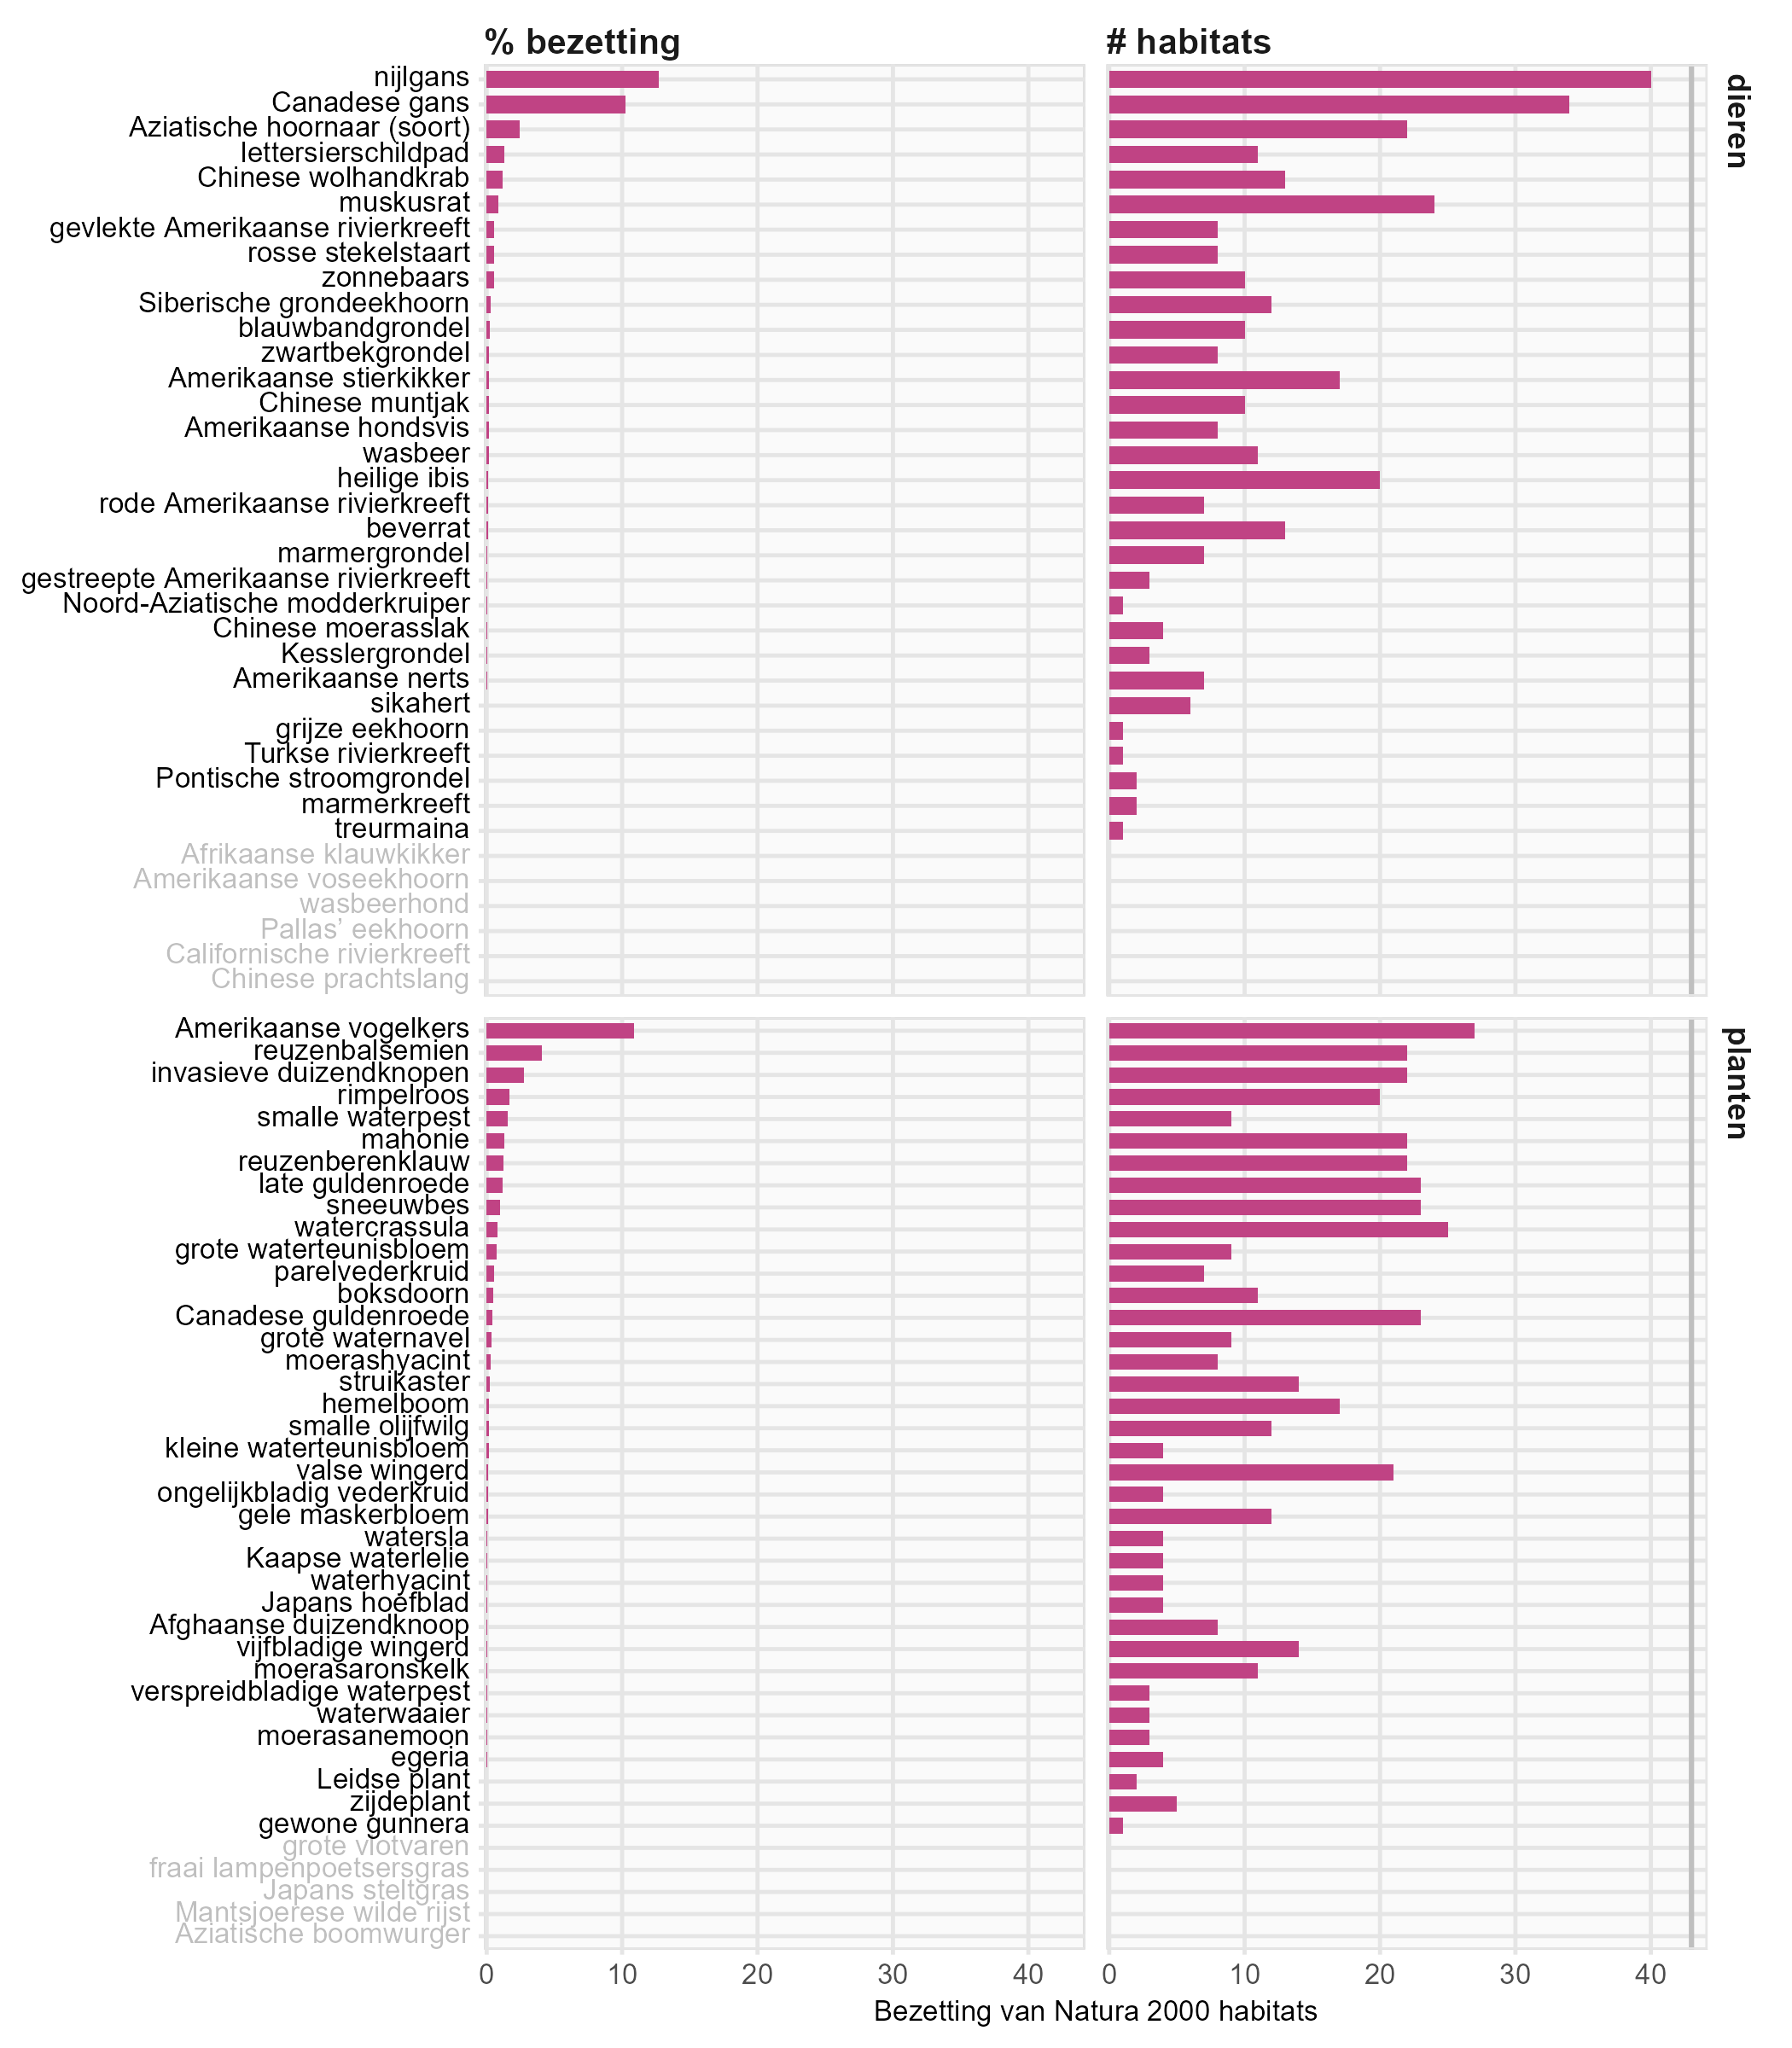 % bezetting
# habitats
dieren
nijlgans
Canadese gans
Aziatische hoornaar (soort)
lettersierschildpad
Chinese wolhandkrab
muskusrat
gevlekte Amerikaanse rivierkreeft
rosse stekelstaart
zonnebaars
Siberische grondeekhoorn
blauwbandgrondel
zwartbekgrondel
Amerikaanse stierkikker
Chinese muntjak
Amerikaanse hondsvis
wasbeer
heilige ibis
rode Amerikaanse rivierkreeft
beverrat
marmergrondel
gestreepte Amerikaanse rivierkreeft
Noord-Aziatische modderkruiper
Chinese moerasslak
Kesslergrondel
Amerikaanse nerts
sikahert
grijze eekhoorn
Turkse rivierkreeft
Pontische stroomgrondel
marmerkreeft
treurmaina
Afrikaanse klauwkikker
Amerikaanse voseekhoorn
wasbeerhond
Pallas’ eekhoorn
Californische rivierkreeft
Chinese prachtslang
planten
Amerikaanse vogelkers
reuzenbalsemien
invasieve duizendknopen
rimpelroos
smalle waterpest
mahonie
reuzenberenklauw
late guldenroede
sneeuwbes
watercrassula
grote waterteunisbloem
parelvederkruid
boksdoorn
Canadese guldenroede
grote waternavel
moerashyacint
struikaster
hemelboom
smalle olijfwilg
kleine waterteunisbloem
valse wingerd
ongelijkbladig vederkruid
gele maskerbloem
watersla
Kaapse waterlelie
waterhyacint
Japans hoefblad
Afghaanse duizendknoop
vijfbladige wingerd
moerasaronskelk
verspreidbladige waterpest
waterwaaier
moerasanemoon
egeria
Leidse plant
zijdeplant
gewone gunnera
grote vlotvaren
fraai lampenpoetsersgras
Japans steltgras
Mantsjoerese wilde rijst
Aziatische boomwurger
0 10 20 30 40
0 10 20 30 40
Bezetting van Natura 2000 habitats